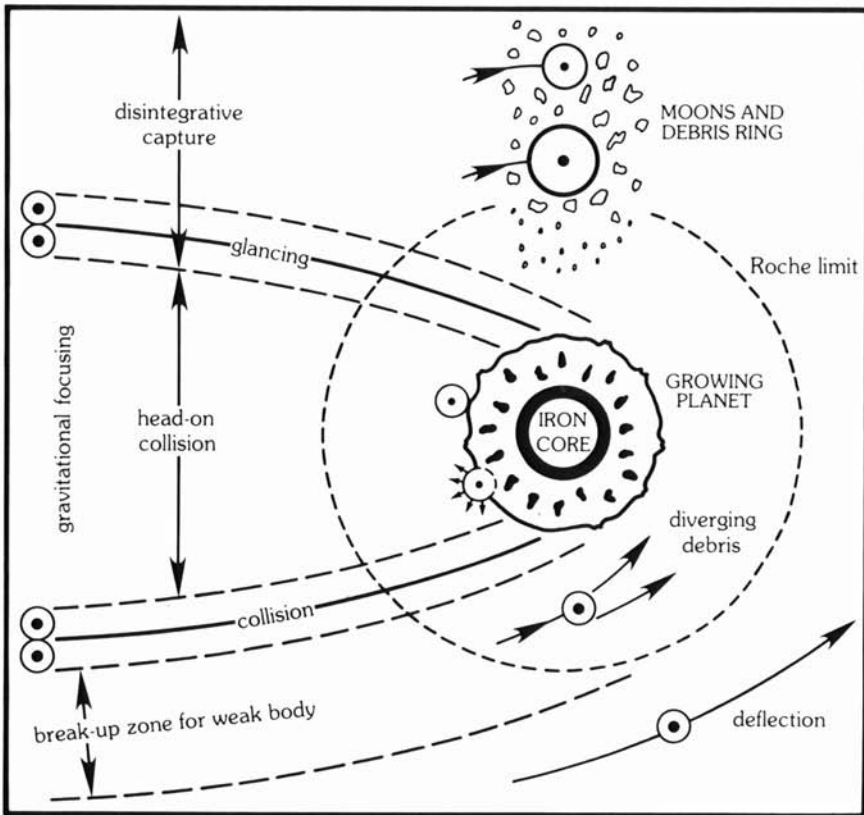 disintegrative
capture
MOONS AND
DEBRIS RING
glancing
Roche limit
gravitational focusing
head-on
collision
GROWING
PLANET
IRON
CORE
diverging
debris
collision
break-up zone for weak body
deflection